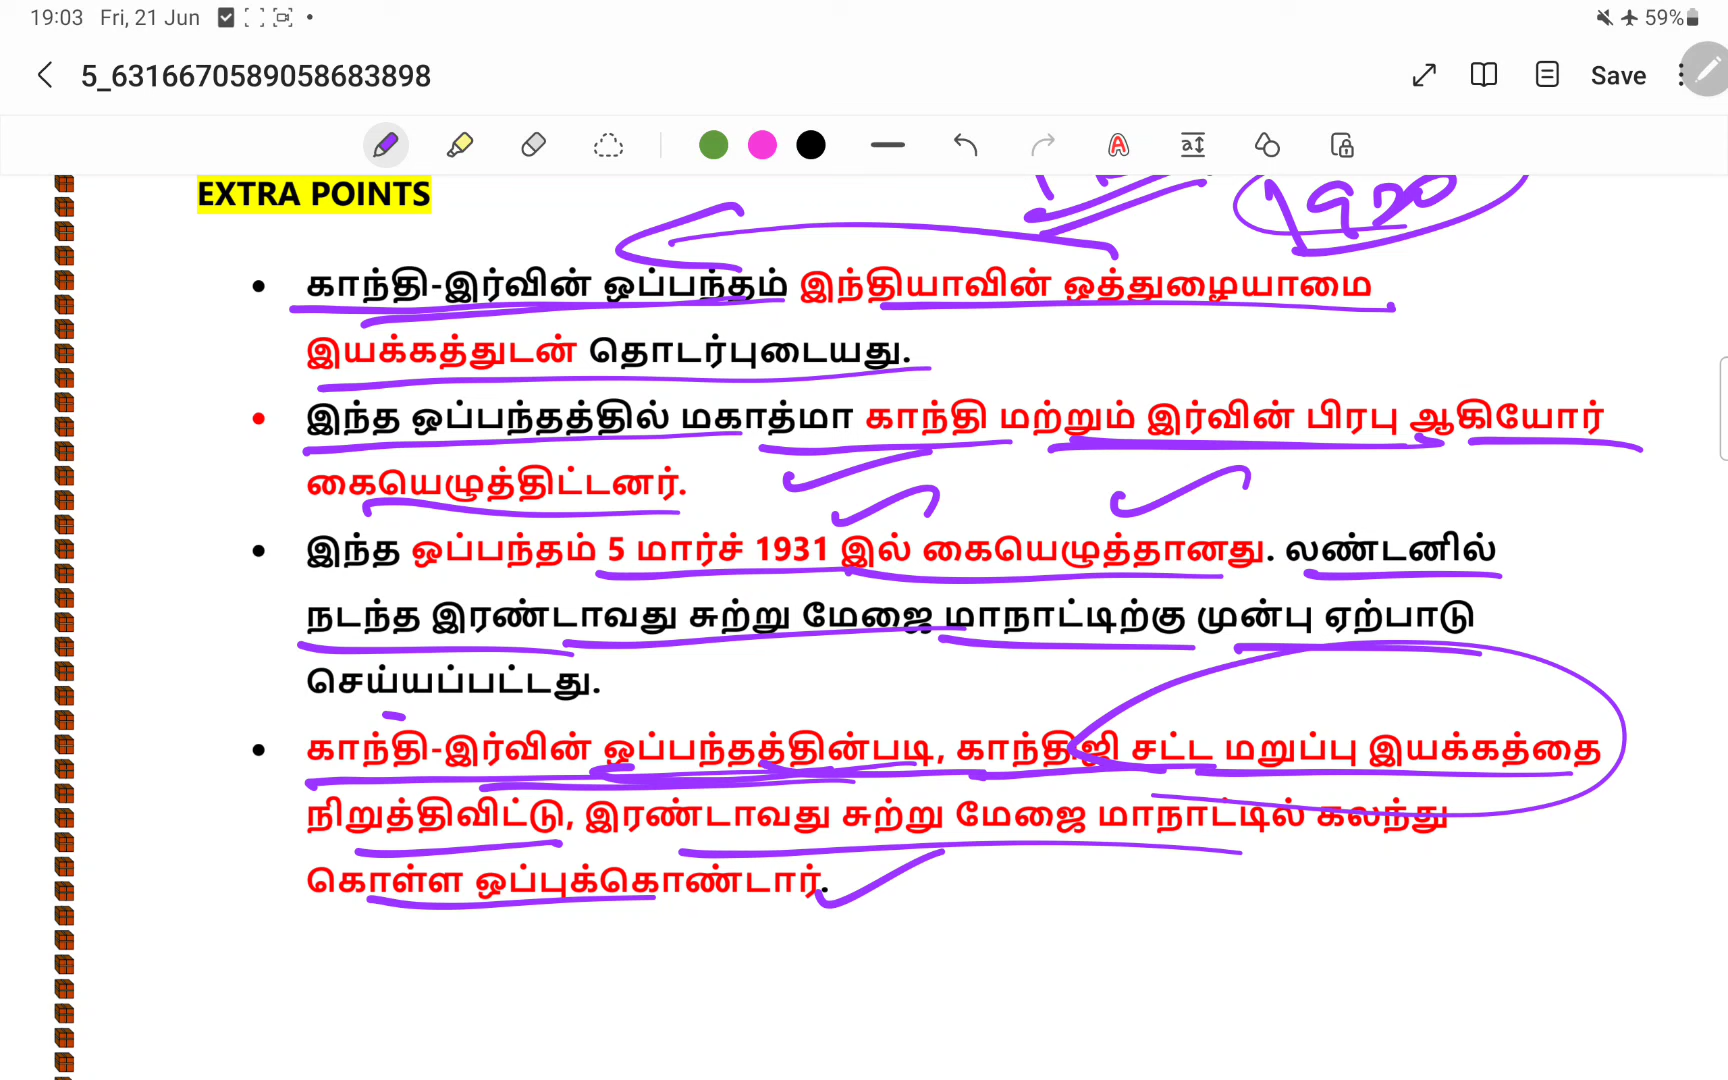 19:03 Fri, 21 Jun
59%
5_6316670589058683898
Save
EXTRA POINTS
1920
• காந்தி-இர்வின் ஒப்பந்தம் இந்தியாவின் ஒத்துழையாமை
இயக்கத்துடன் தொடர்புடையது.
• இந்த ஒப்பந்தத்தில் மகாத்மா காந்தி மற்றும் இர்வின் பிரபு ஆகியோர்
கையெழுத்திட்டனர்.
• இந்த ஒப்பந்தம் 5 மார்ச் 1931 இல் கையெழுத்தானது. லண்டனில்
நடந்த இரண்டாவது சுற்று மேஜை மாநாட்டிற்கு முன்பு ஏற்பாடு
செய்யப்பட்டது.
• காந்தி-இர்வின் ஒப்பந்தத்தின்படி, காந்திஜி சட்ட மறுப்பு இயக்கத்தை
நிறுத்திவிட்டு, இரண்டாவது சுற்று மேஜை மாநாட்டில் கலந்து
கொள்ள ஒப்புக்கொண்டார்.